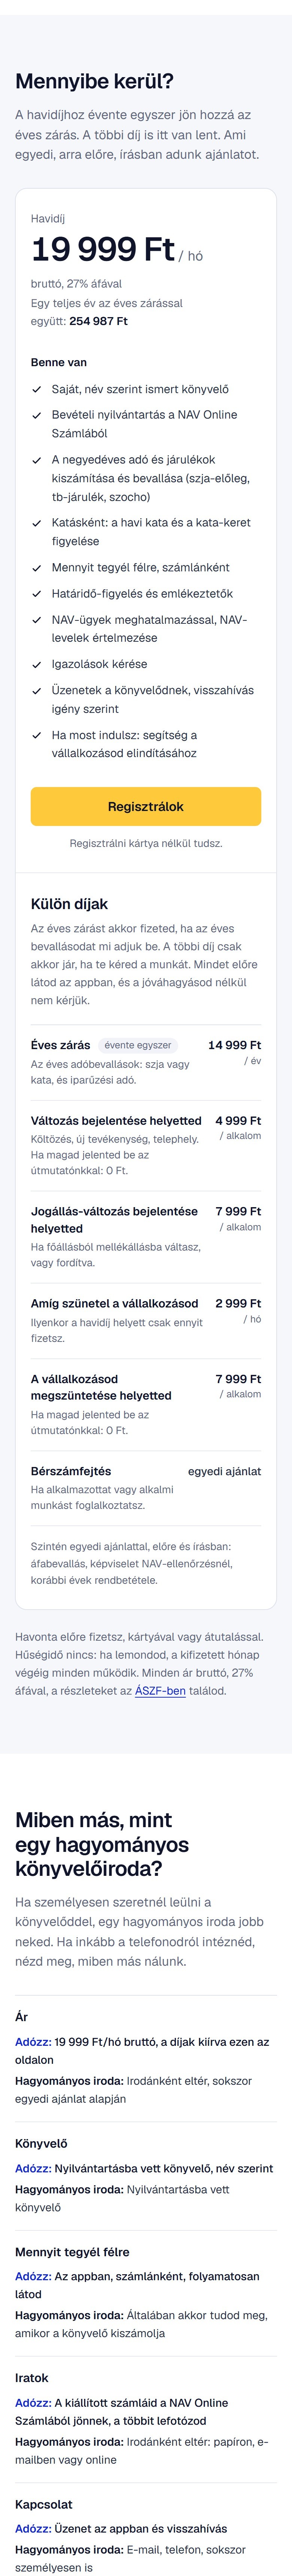 Mennyibe kerül?
A havidíjhoz évente egyszer jön hozzá az
éves zárás. A többi díj is itt van lent. Ami
egyedi, arra előre, írásban adunk ajánlatot.
Havidíj
19 999 Ft / hó
bruttó, 27% áfával
Egy teljes év az éves zárással
együtt: 254 987 Ft
Benne van
Saját, név szerint ismert könyvelő
Bevételi nyilvántartás a NAV Online
Számlából
A negyedéves adó és járulékok
kiszámítása és bevallása (szja-előleg,
tb-járulék, szocho)
Katásként: a havi kata és a kata-keret
figyelése
Mennyit tegyél félre, számlánként
Határidő-figyelés és emlékeztetők
NAV-ügyek meghatalmazással, NAV-
levelek értelmezése
Igazolások kérése
Üzenetek a könyvelődnek, visszahívás
igény szerint
Ha most indulsz: segítség a
vállalkozásod elindításához
Regisztrálok
Regisztrálni kártya nélkül tudsz.
Külön díjak
Az éves zárást akkor fizeted, ha az éves
bevallásodat mi adjuk be. A többi díj csak
akkor jár, ha te kéred a munkát. Mindet előre
látod az appban, és a jóváhagyásod nélkül
nem kérjük.
Éves zárás évente egyszer 14 999 Ft
/ év
Az éves adóbevallások: szja vagy
kata, és iparűzési adó.
Változás bejelentése helyetted 4 999 Ft
/ alkalom
Költözés, új tevékenység, telephely.
Ha magad jelented be az
útmutatónkkal: 0 Ft.
Jogállás-változás bejelentése 7 999 Ft
helyetted / alkalom
Ha főállásból mellékállásba váltasz,
vagy fordítva.
Amíg szünetel a vállalkozásod 2 999 Ft
/ hó
Ilyenkor a havidíj helyett csak ennyit
fizetsz.
A vállalkozásod 7 999 Ft
megszüntetése helyetted / alkalom
Ha magad jelented be az
útmutatónkkal: 0 Ft.
Bérszámfejtés egyedi ajánlat
Ha alkalmazottat vagy alkalmi
munkást foglalkoztatsz.
Szintén egyedi ajánlattal, előre és írásban:
áfabevallás, képviselet NAV-ellenőrzésnél,
korábbi évek rendbetétele.
Havonta előre fizetsz, kártyával vagy átutalással.
Hűségidő nincs: ha lemondod, a kifizetett hónap
végéig minden működik. Minden ár bruttó, 27%
áfával, a részleteket az ÁSZF-ben találod.
Miben más, mint
egy hagyományos
könyvelőiroda?
Ha személyesen szeretnél leülni a
könyvelőddel, egy hagyományos iroda jobb
neked. Ha inkább a telefonodról intéznéd,
nézd meg, miben más nálunk.
Ár
Adózz: 19 999 Ft/hó bruttó, a díjak kiírva ezen az
oldalon
Hagyományos iroda: Irodánként eltér, sokszor
egyedi ajánlat alapján
Könyvelő
Adózz: Nyilvántartásba vett könyvelő, név szerint
Hagyományos iroda: Nyilvántartásba vett
könyvelő
Mennyit tegyél félre
Adózz: Az appban, számlánként, folyamatosan
látod
Hagyományos iroda: Általában akkor tudod meg,
amikor a könyvelő kiszámolja
Iratok
Adózz: A kiállított számláid a NAV Online
Számlából jönnek, a többit lefotózod
Hagyományos iroda: Irodánként eltér: papíron, e-
mailben vagy online
Kapcsolat
Adózz: Üzenet az appban és visszahívás
Hagyományos iroda: E-mail, telefon, sokszor
személyesen is